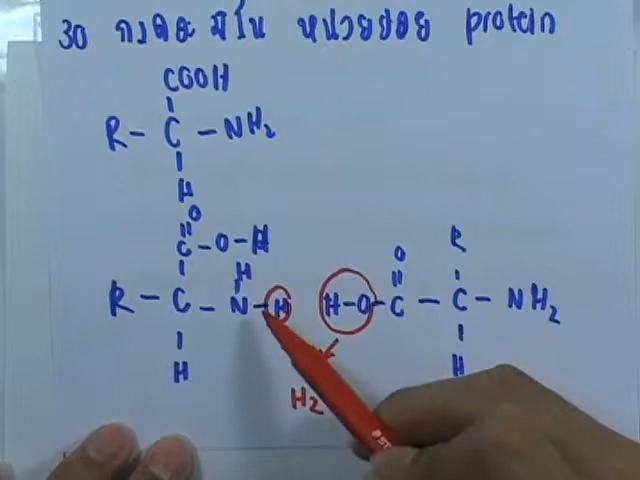 30 กรดอะมิโน หน่วยย่อย protein
COOH
R - C - NH₂
H
O
C - O - H
O R
H
R - C - N - H H - O - C - C - NH₂
H H
H₂